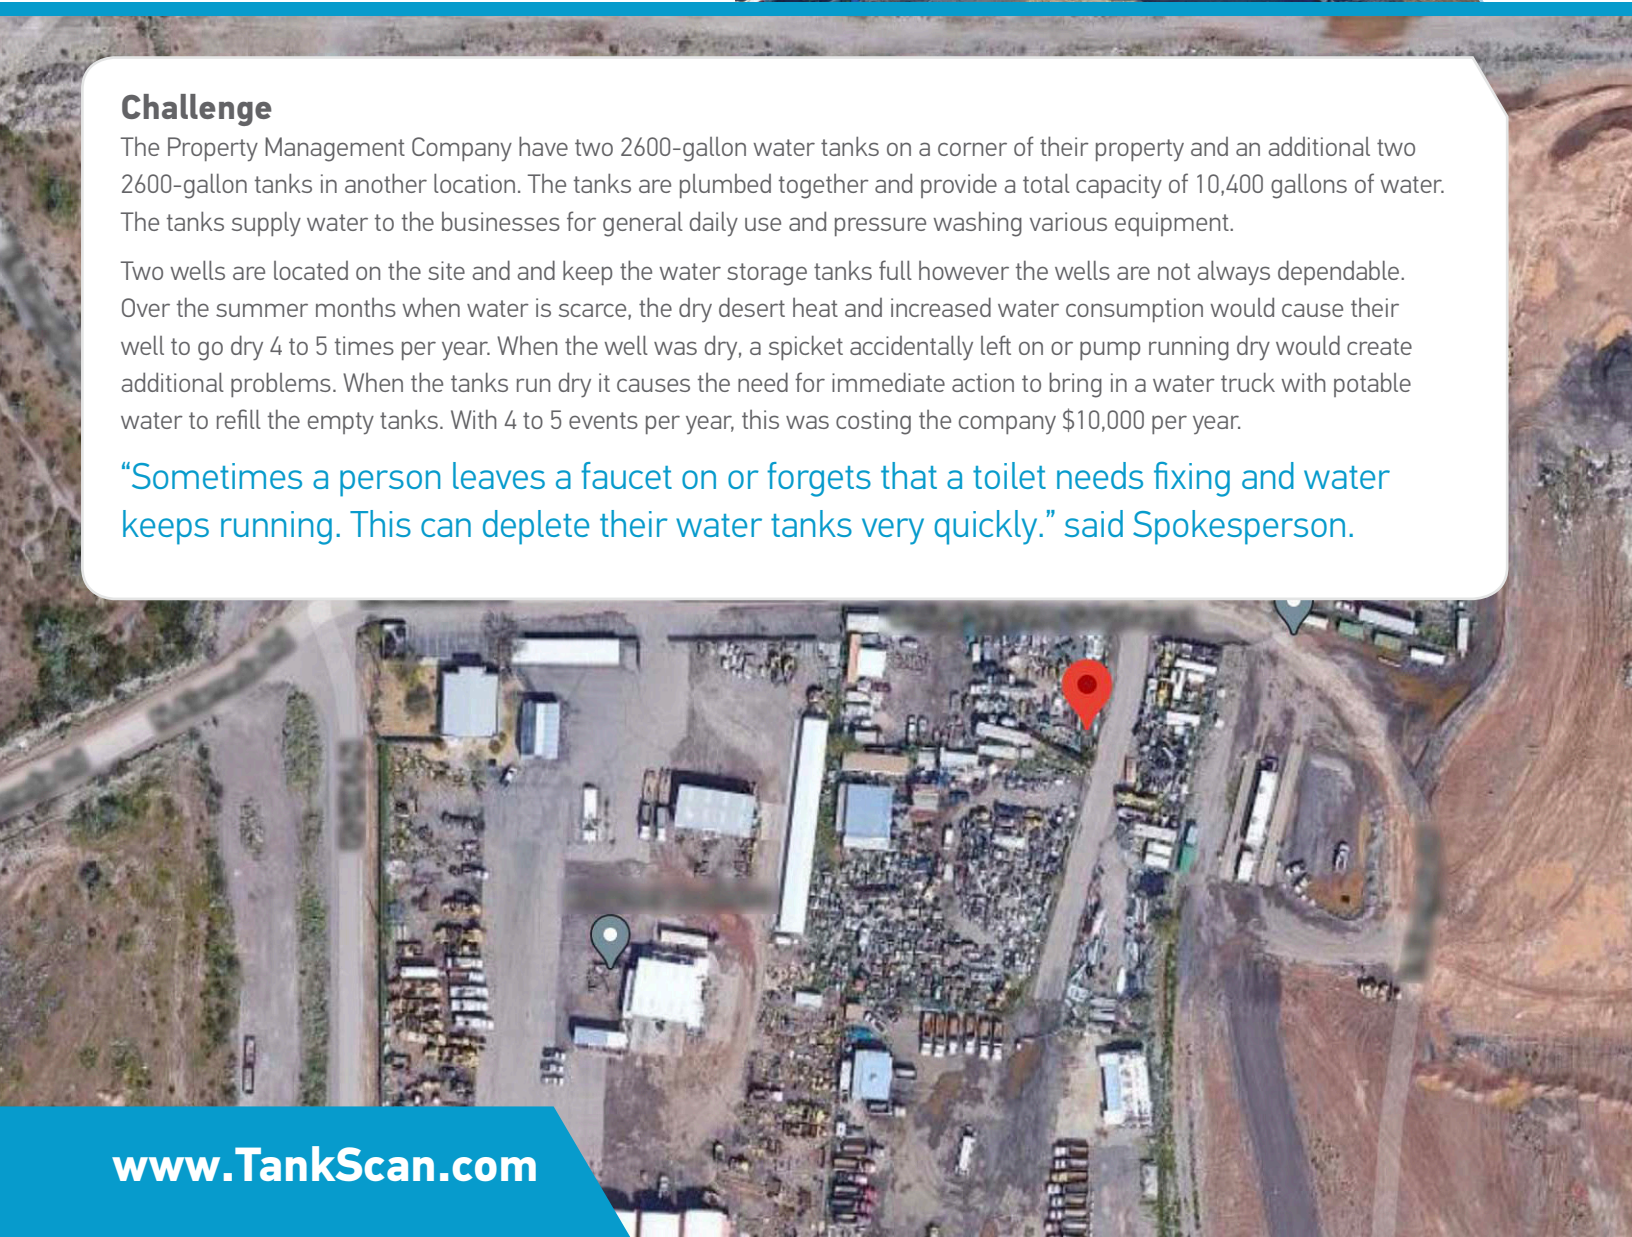 Challenge
The Property Management Company have two 2600-gallon water tanks on a corner of their property and an additional two
2600-gallon tanks in another location. The tanks are plumbed together and provide a total capacity of 10,400 gallons of water.
The tanks supply water to the businesses for general daily use and pressure washing various equipment.
Two wells are located on the site and and keep the water storage tanks full however the wells are not always dependable.
Over the summer months when water is scarce, the dry desert heat and increased water consumption would cause their
well to go dry 4 to 5 times per year. When the well was dry, a spicket accidentally left on or pump running dry would create
additional problems. When the tanks run dry it causes the need for immediate action to bring in a water truck with potable
water to refill the empty tanks. With 4 to 5 events per year, this was costing the company $10,000 per year.
“Sometimes a person leaves a faucet on or forgets that a toilet needs fixing and water
keeps running. This can deplete their water tanks very quickly.” said Spokesperson.
www.TankScan.com